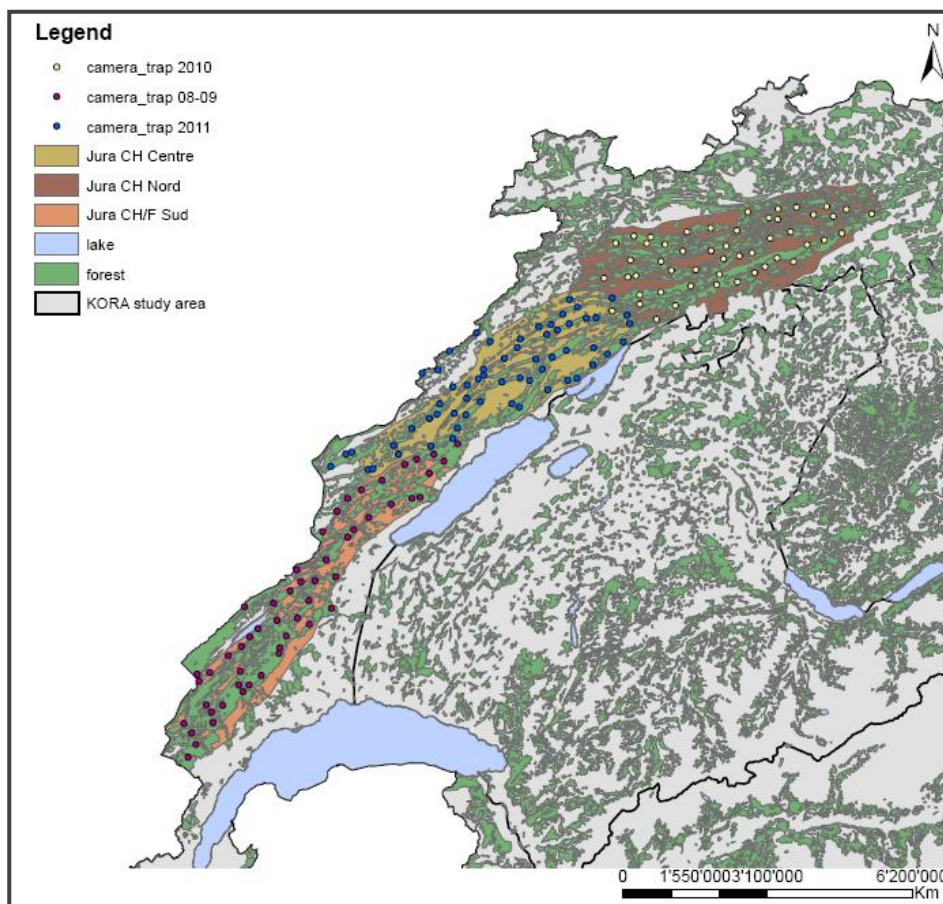 Legend
N
camera_trap 2010
camera_trap 08-09
camera_trap 2011
Jura CH Centre
Jura CH Nord
Jura CH/F Sud
lake
forest
KORA study area
0 1'550'0003'100'000 6'200'000
Km